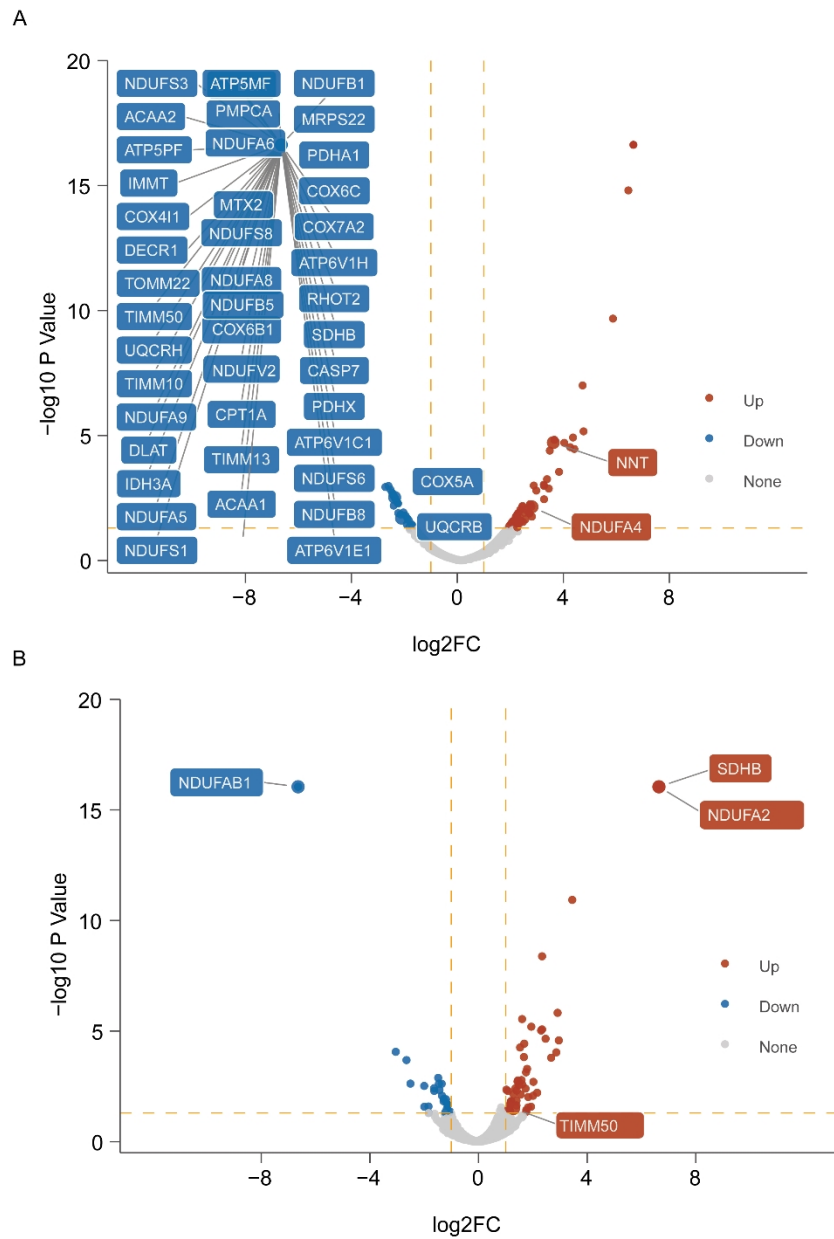 A
20
15
10
5
0
−log10 P Value
NDUFS3 ATP5MF NDUFB1
ACAA2 PMPCA MRPS22
ATP5PF NDUFA6 PDHA1
IMMT COX6C
COX4I1 MTX2 COX7A2
DECR1 NDUFS8 ATP6V1H
TOMM22 NDUFA8 RHOT2
TIMM50 NDUFB5 SDHB
UQCRH COX6B1 CASP7
TIMM10 NDUFV2 PDHX
NDUFA9 CPT1A ATP6V1C1
DLAT TIMM13 NDUFS6
IDH3A ACAA1 NDUFB8
NDUFA5 ATP6V1E1
NDUFS1
COX5A
UQCRB
NNT
NDUFA4
Up
Down
None
−8 −4 0 4 8
log2FC
B
20
15
10
5
0
−log10 P Value
NDUFAB1
SDHB
NDUFA2
TIMM50
Up
Down
None
−8 −4 0 4 8
log2FC